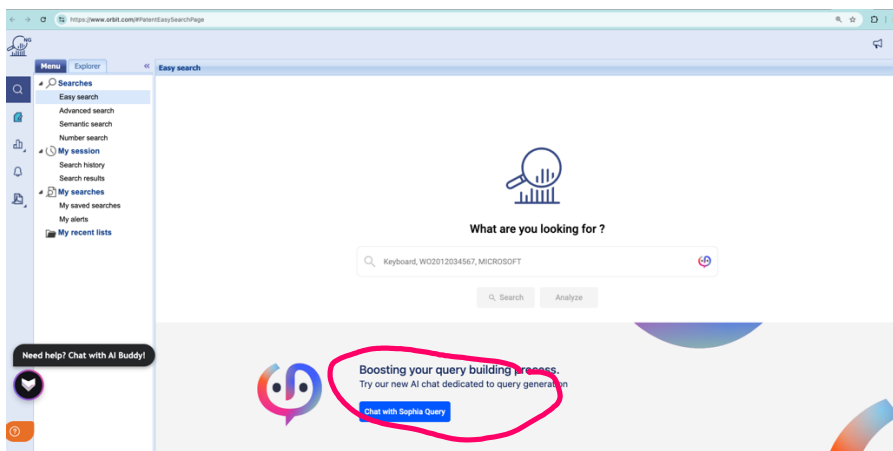 https://www.orbit.com/#PatentEasySearchPage
NG
Menu
Explorer
«
Easy search
Searches
Easy search
Advanced search
Semantic search
Number search
My session
Search history
Search results
My searches
My saved searches
My alerts
My recent lists
What are you looking for ?
Keyboard, WO2012034567, MICROSOFT
Search
Analyze
Need help? Chat with AI Buddy!
Boosting your query building process.
Try our new AI chat dedicated to query generation
Chat with Sophia Query